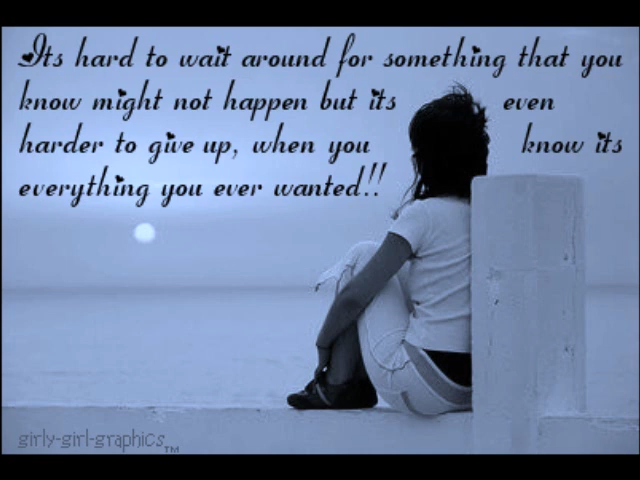 Its hard to wait around for something that you
know might not happen but its even
harder to give up, when you know its
everything you ever wanted!!
girly-girl-graphics™